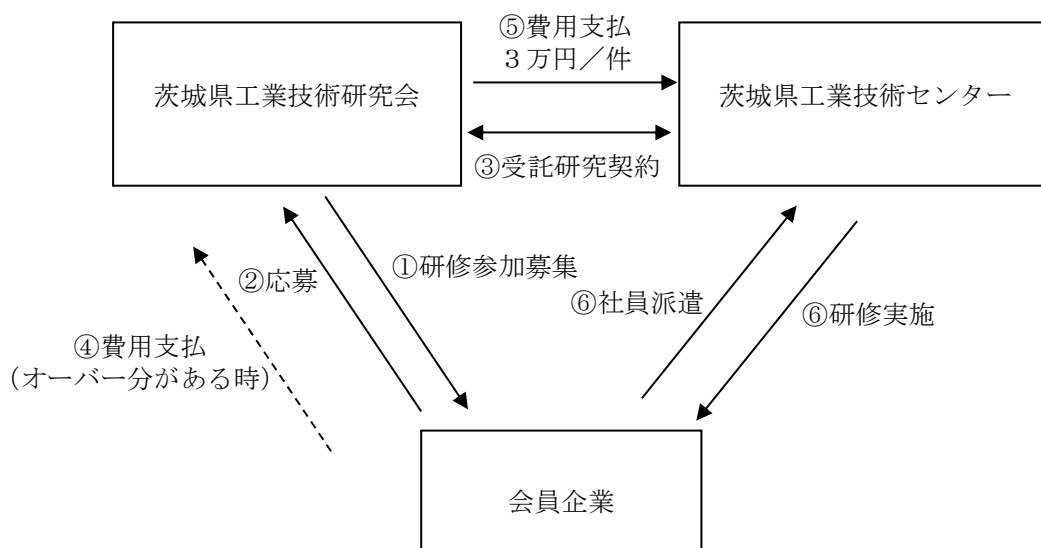 ⑤費用支払
3万円/件
茨城県工業技術研究会
茨城県工業技術センター
③受託研究契約
①研修参加募集
②応募
⑥社員派遣
⑥研修実施
④費用支払
(オーバー分がある時)
会員企業